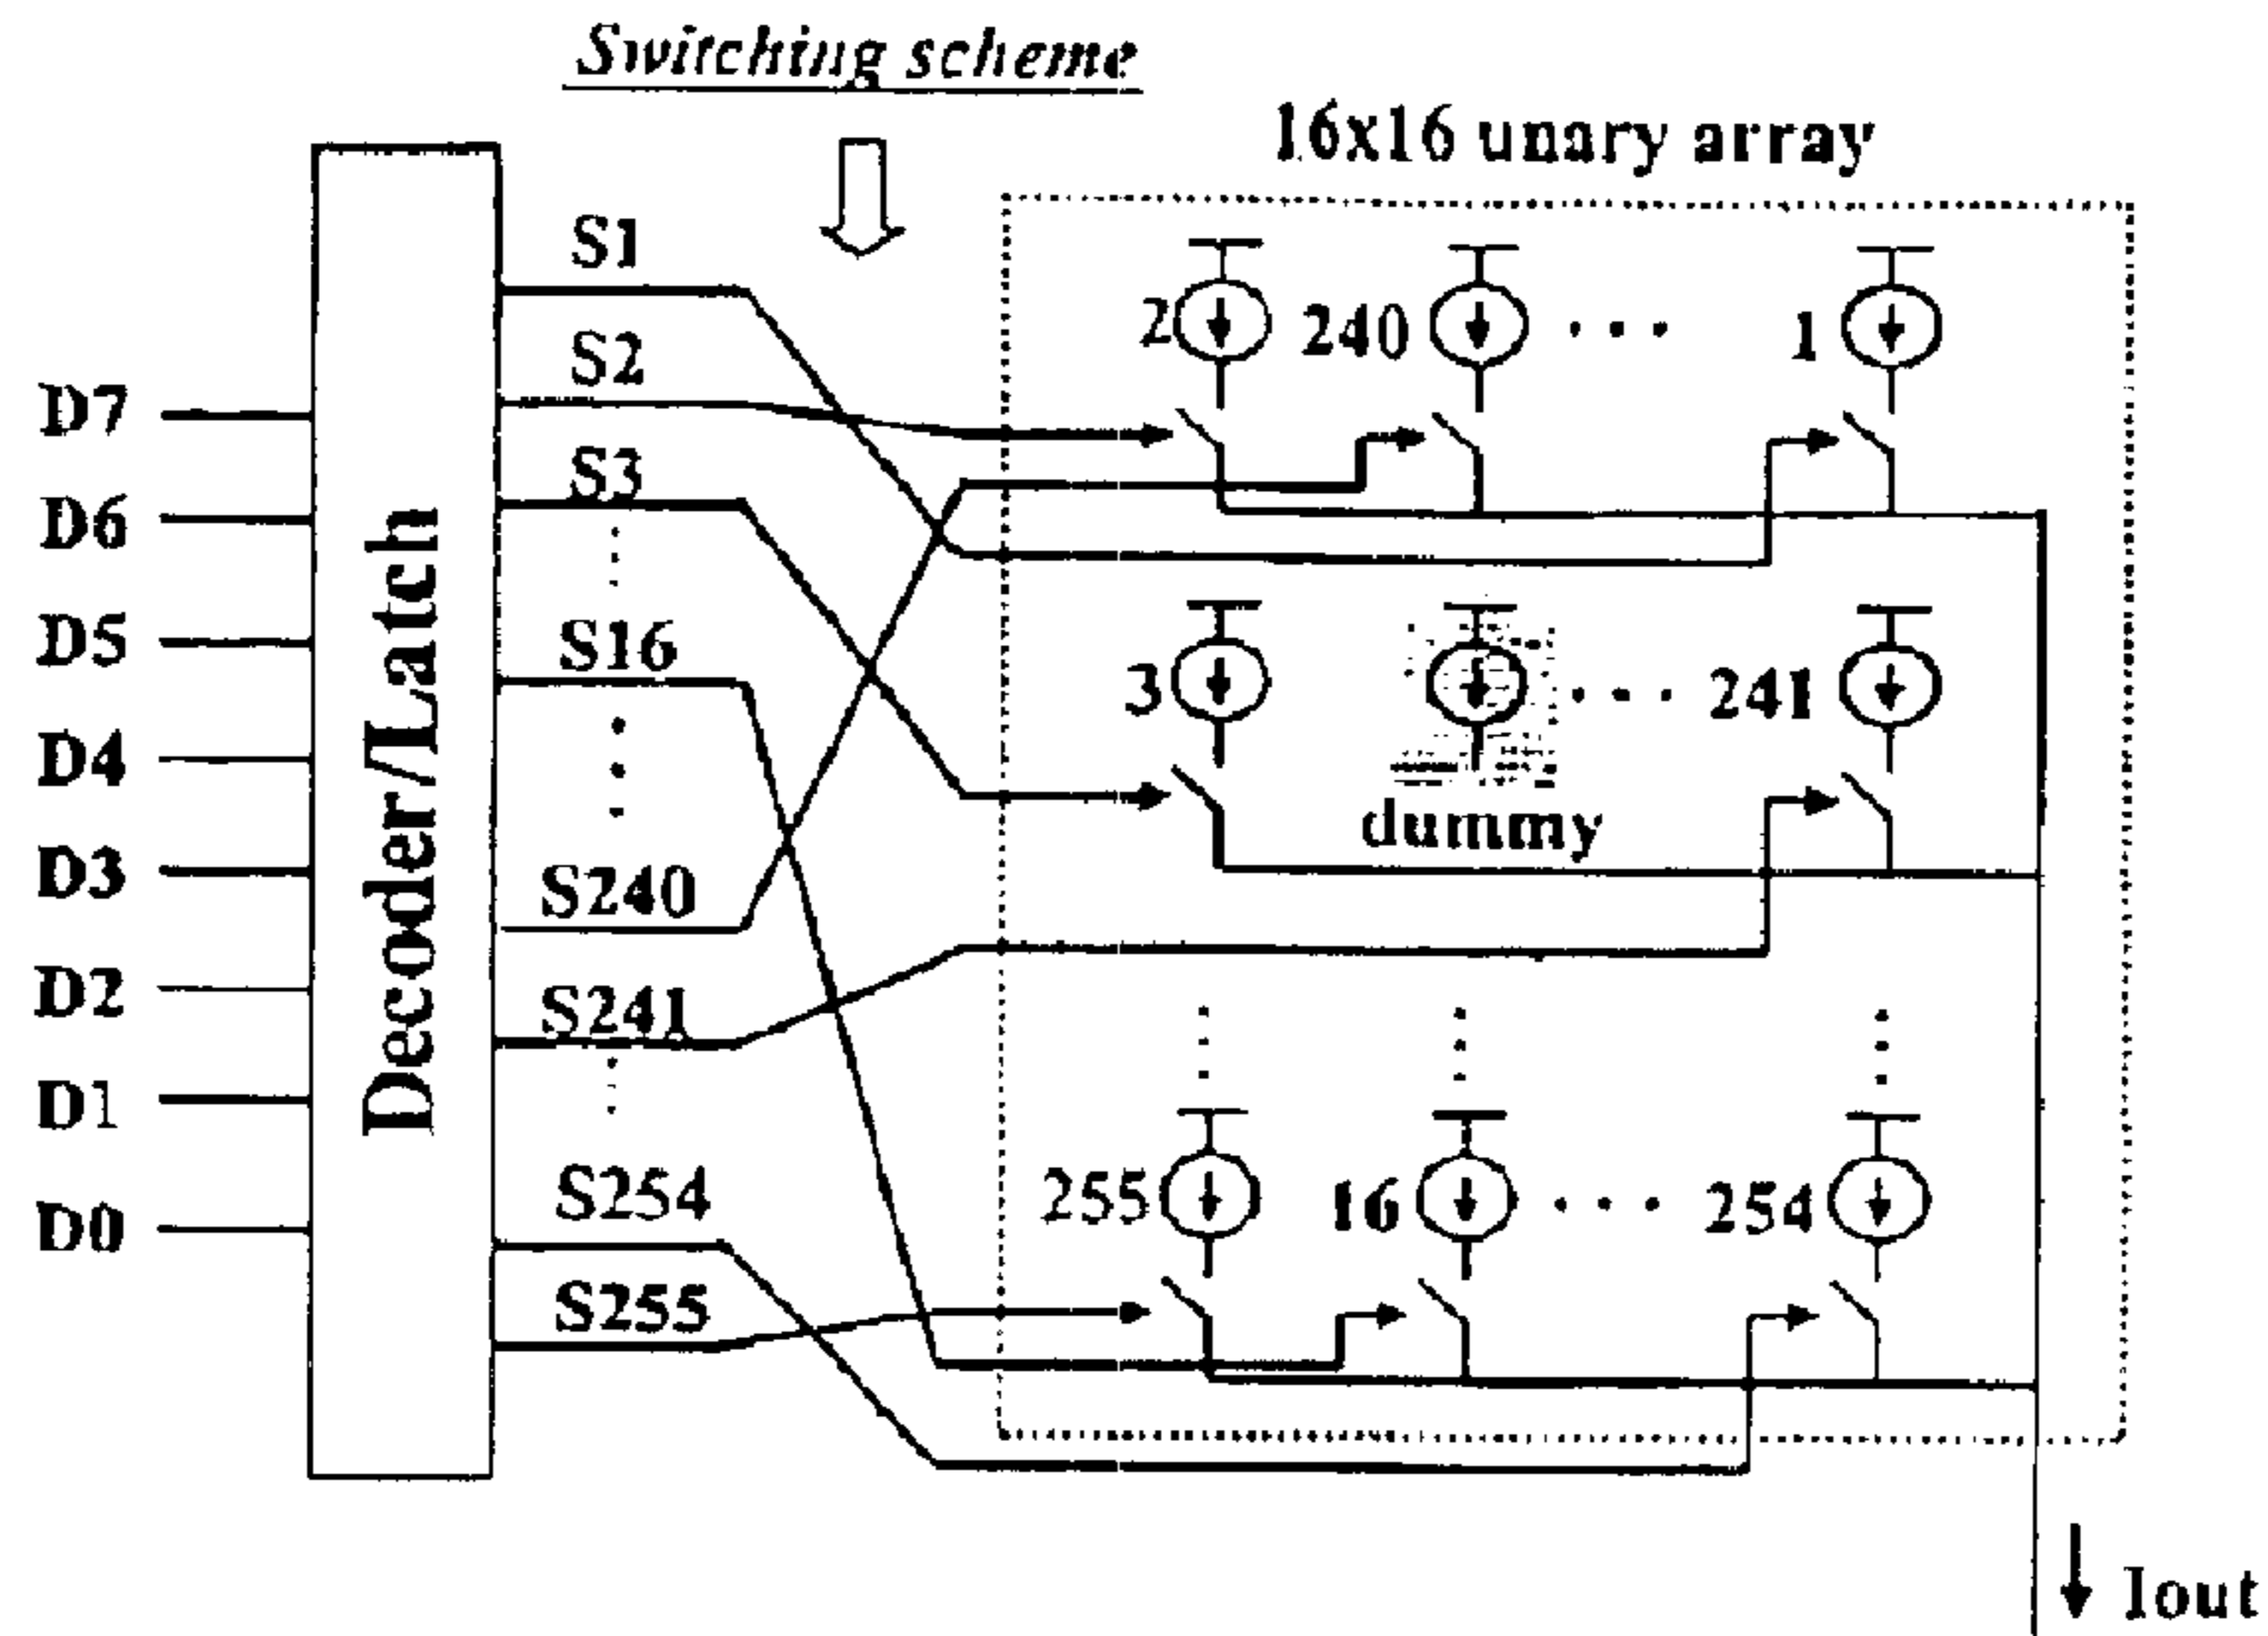 Switching scheme
16x16 unary array
S1
2
240
1
S2
D7
S3
D6
S16
D5
3
241
D4
dummy
Decoder/Latch
D3
S240
D2
S241
D1
S254
255
16
254
D0
S255
Iout